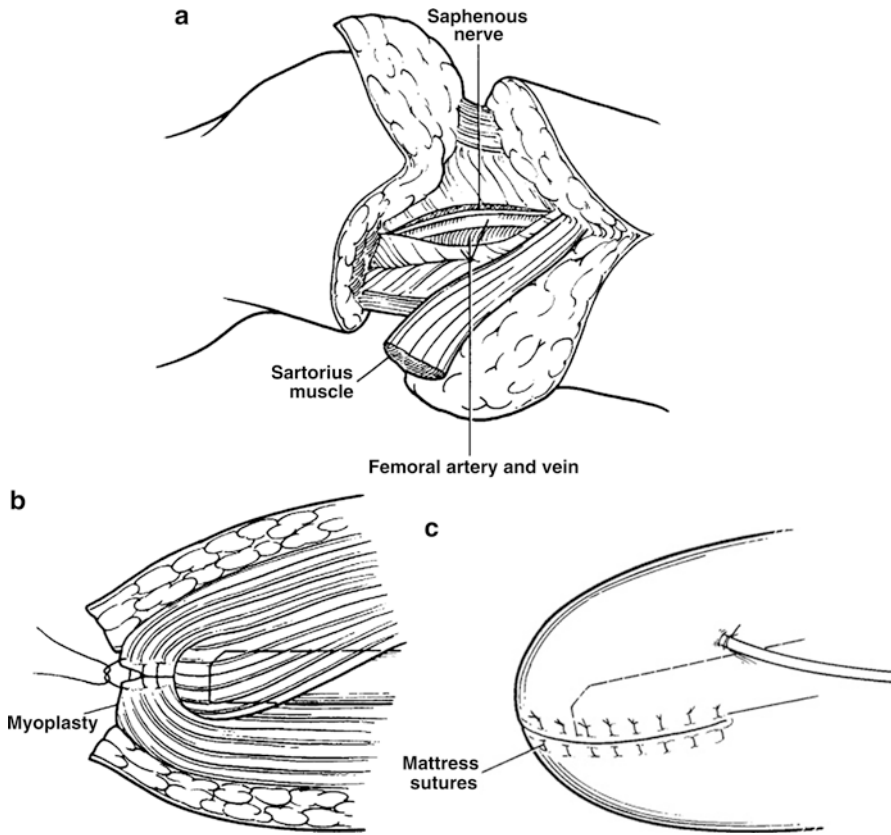 a
Saphenous
nerve
Sartorius
muscle
Femoral artery and vein
b
Myoplasty
c
Mattress
sutures